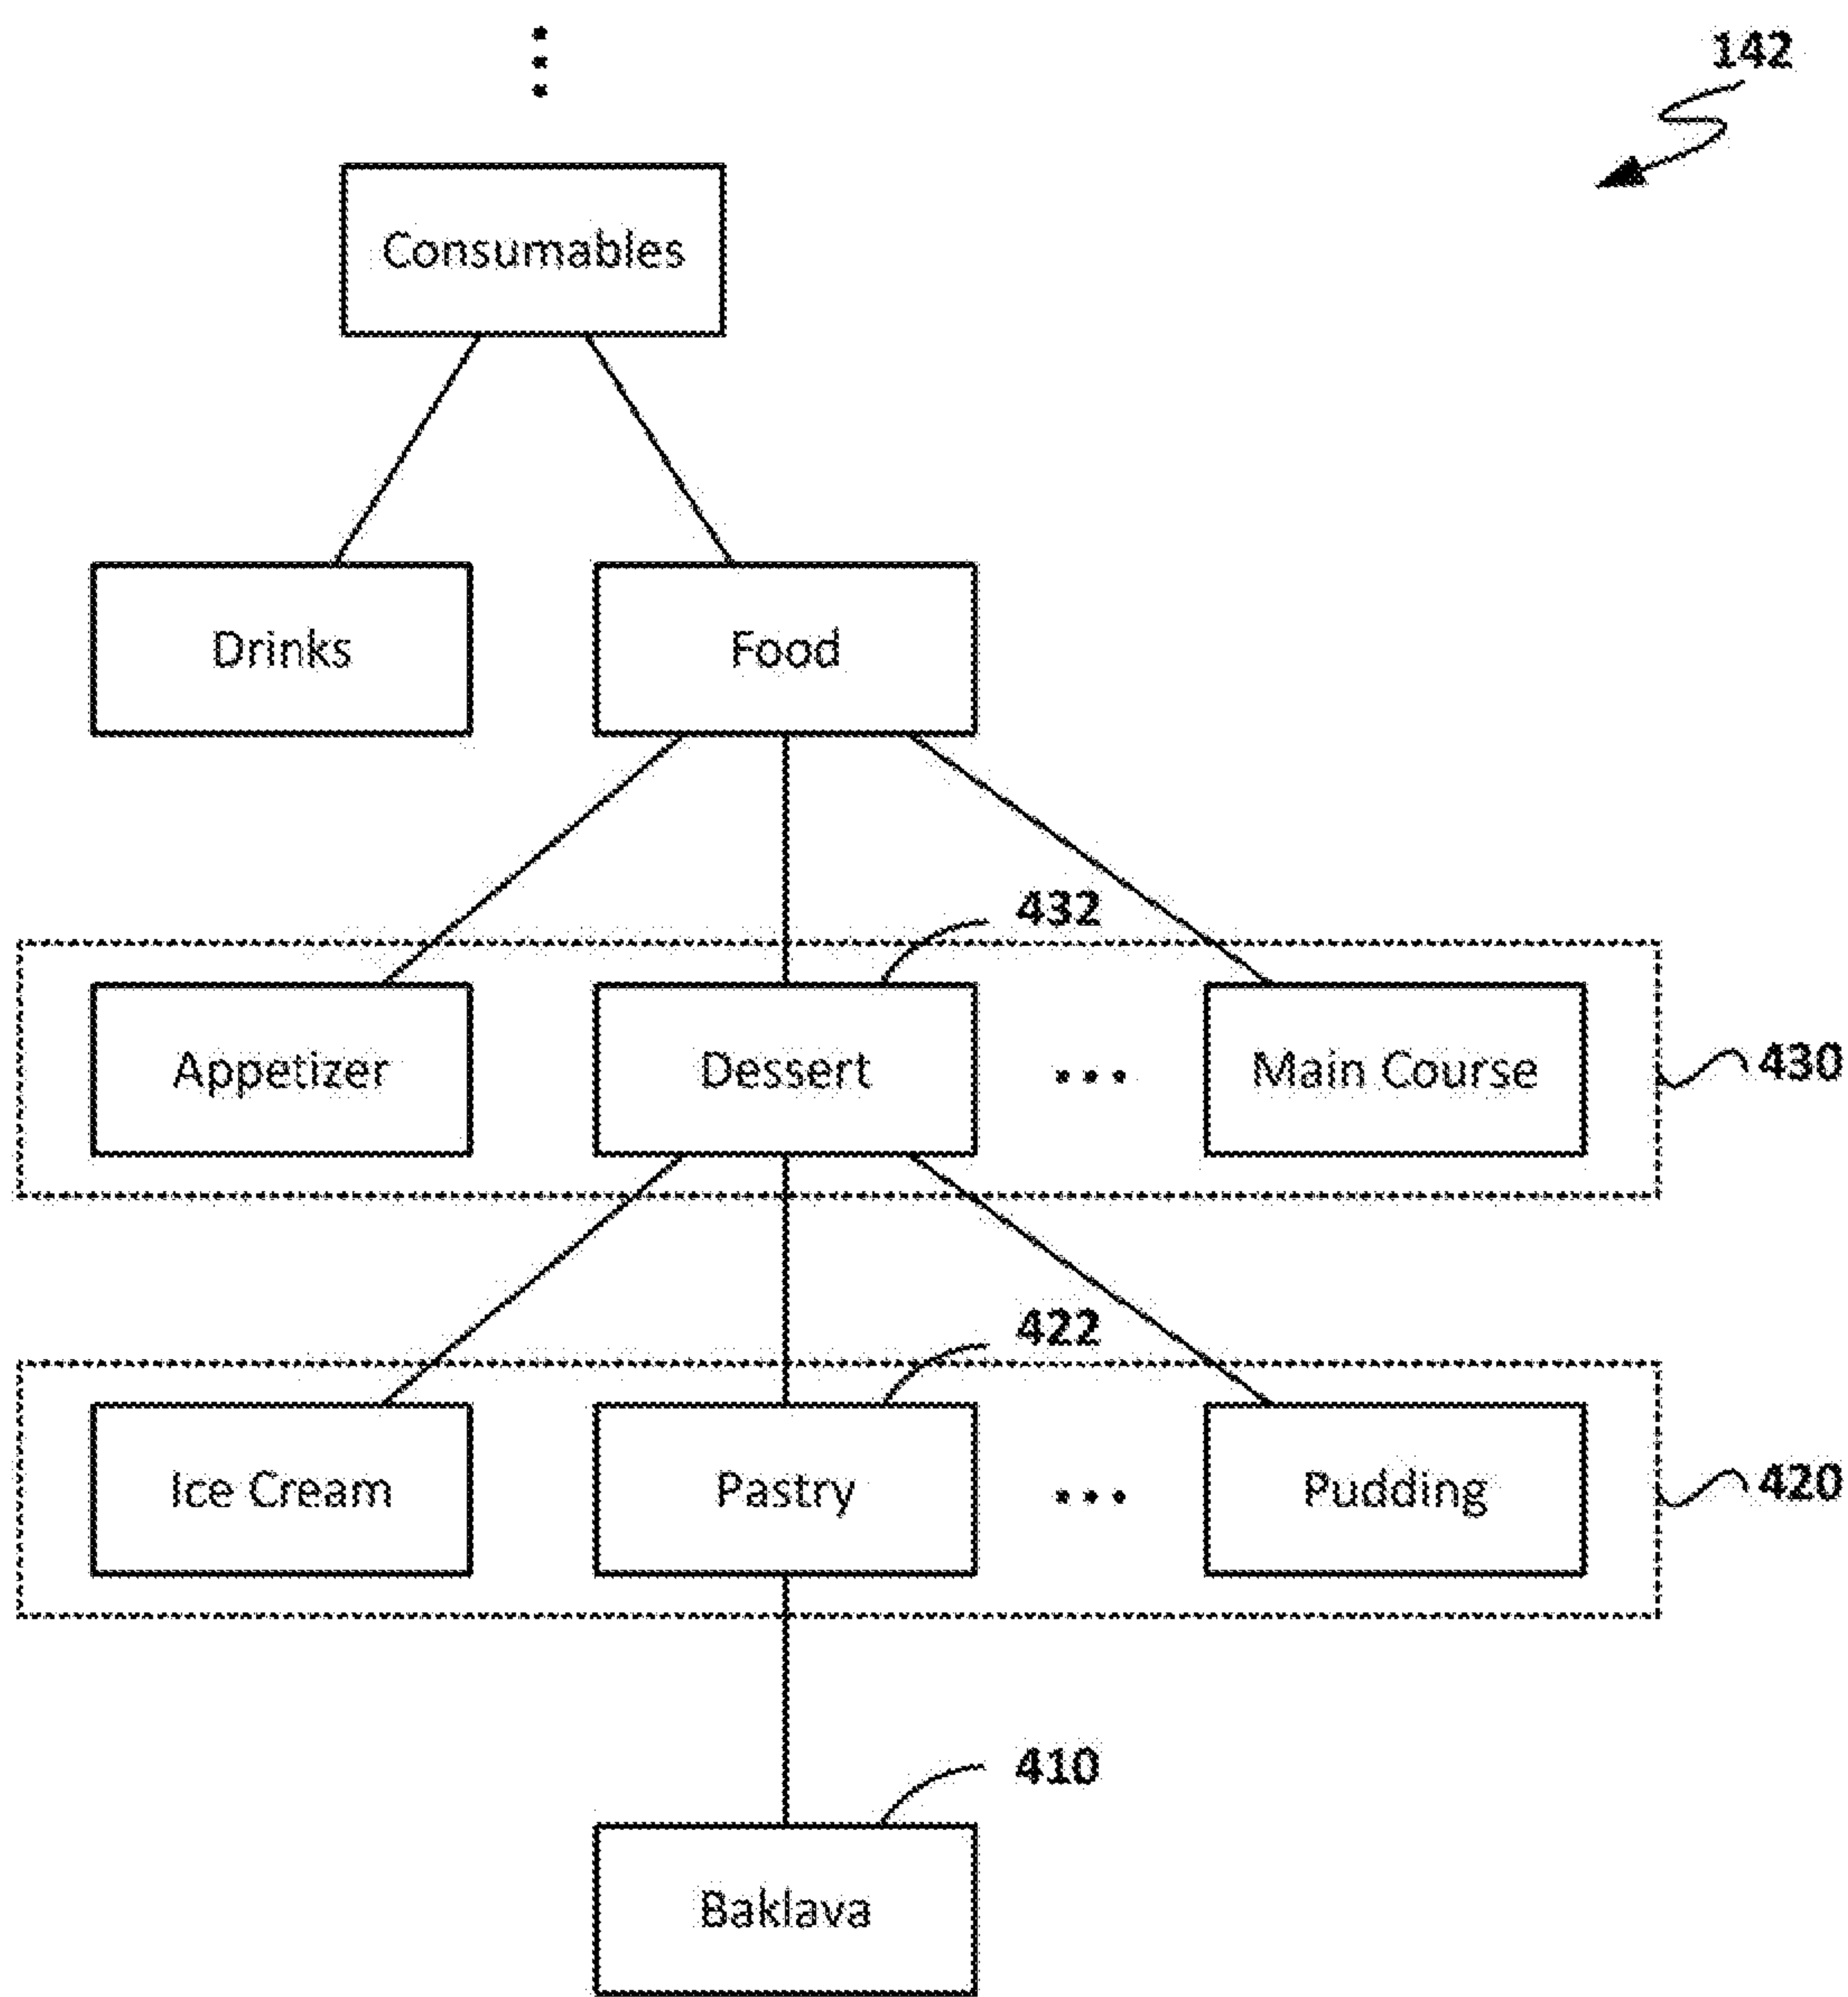 142
Consumables
Drinks
Food
432
Appetizer
Dessert
...
Main Course
430
422
Ice Cream
Pastry
...
Pudding
420
410
Baklava